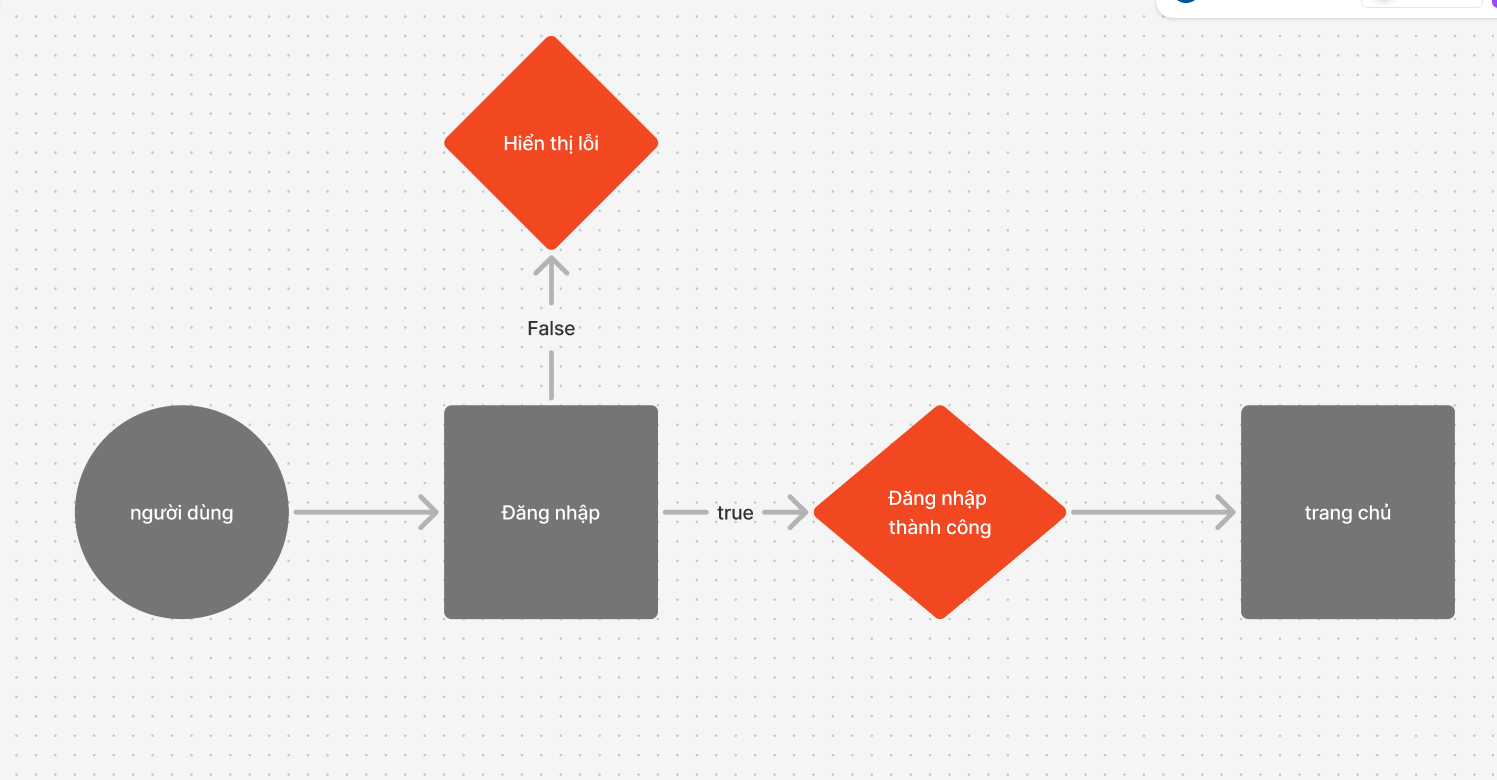 Hiển thị lỗi
False
người dùng
Đăng nhập
true
Đăng nhập
thành công
trang chủ